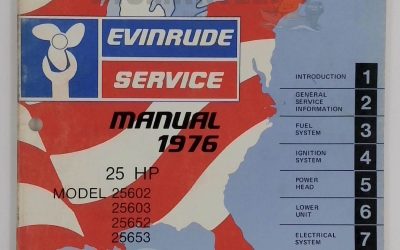 EVINRUDE
SERVICE
MANUAL
1976
25 HP
MODEL 25602
25603
25652
25653
INTRODUCTION 1
GENERAL
SERVICE
INFORMATION 2
FUEL
SYSTEM 3
IGNITION
SYSTEM 4
POWER
HEAD 5
LOWER
UNIT 6
ELECTRICAL
SYSTEM 7